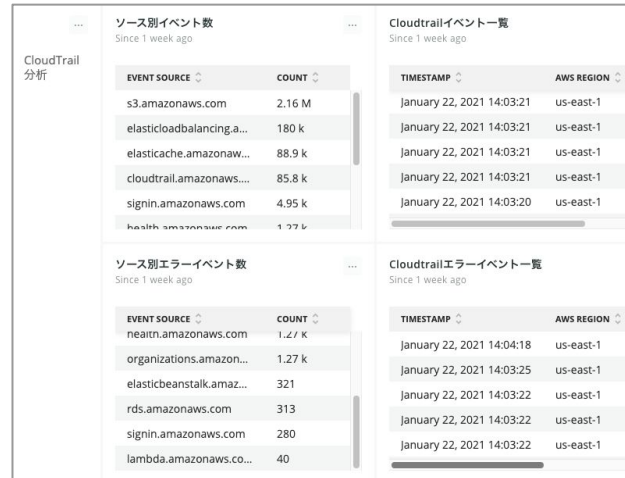 ...
CloudTrail
分析
ソース別イベント数
...
Since 1 week ago
EVENT SOURCE COUNT
s3.amazonaws.com 2.16 M
elasticloadbalancing.a... 180 k
elasticache.amazonaw... 88.9 k
cloudtrail.amazonaws.... 85.8 k
signin.amazonaws.com 4.95 k
health.amazonaws.com 1.27 k
Cloudtrailイベント一覧
Since 1 week ago
TIMESTAMP AWS REGION
January 22, 2021 14:03:21 us-east-1
January 22, 2021 14:03:21 us-east-1
January 22, 2021 14:03:21 us-east-1
January 22, 2021 14:03:21 us-east-1
January 22, 2021 14:03:20 us-east-1
ソース別エラーイベント数
...
Since 1 week ago
EVENT SOURCE COUNT
health.amazonaws.com 1.27 k
organizations.amazon... 1.27 k
elasticbeanstalk.amaz... 321
rds.amazonaws.com 313
signin.amazonaws.com 280
lambda.amazonaws.co... 40
Cloudtrailエラーイベント一覧
Since 1 week ago
TIMESTAMP AWS REGION
January 22, 2021 14:04:18 us-east-1
January 22, 2021 14:03:25 us-east-1
January 22, 2021 14:03:22 us-east-1
January 22, 2021 14:03:22 us-east-1
January 22, 2021 14:03:22 us-east-1